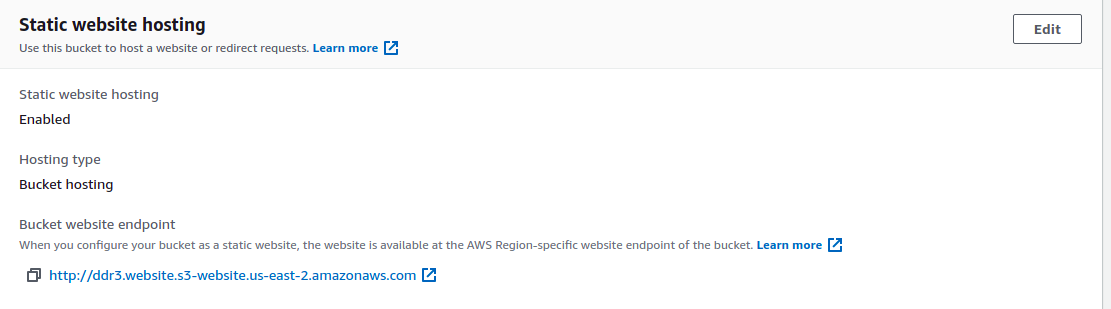 Static website hosting
Edit
Use this bucket to host a website or redirect requests. Learn more
Static website hosting
Enabled
Hosting type
Bucket hosting
Bucket website endpoint
When you configure your bucket as a static website, the website is available at the AWS Region-specific website endpoint of the bucket. Learn more
http://ddr3.website.s3-website.us-east-2.amazonaws.com